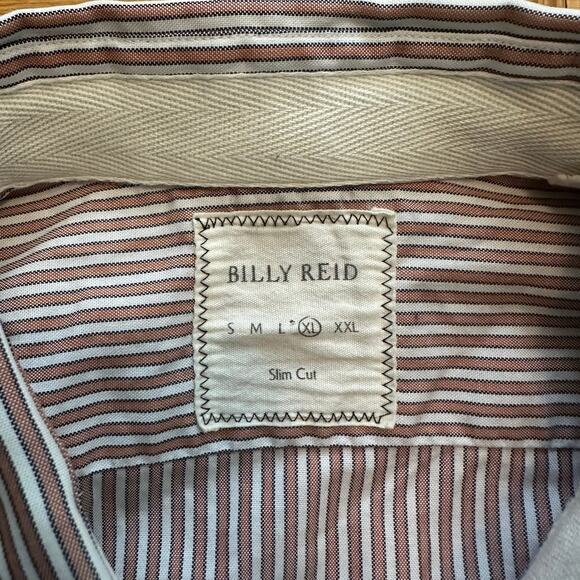 BILLY REID
S M L XL XXL
Slim Cut